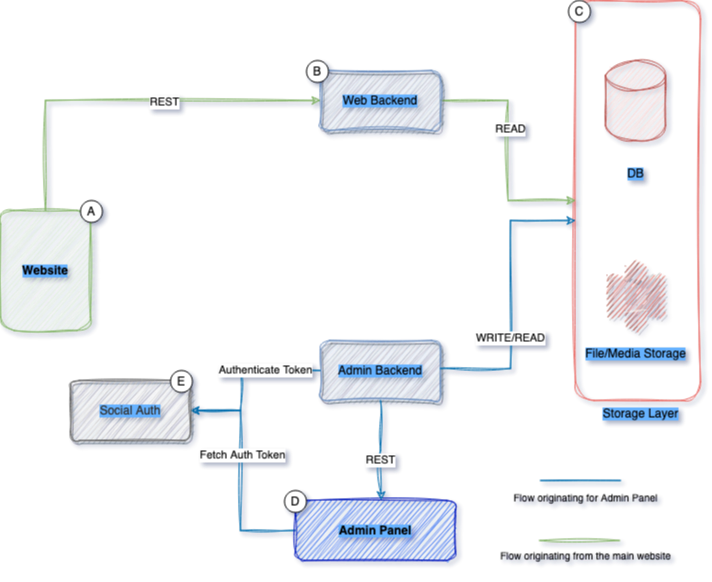 C
B
Web Backend
REST
READ
DB
A
Website
WRITE/READ
File/Media Storage
Authenticate Token
Admin Backend
E
Social Auth
Storage Layer
Fetch Auth Token
REST
D
Admin Panel
Flow originating for Admin Panel
Flow originating from the main website